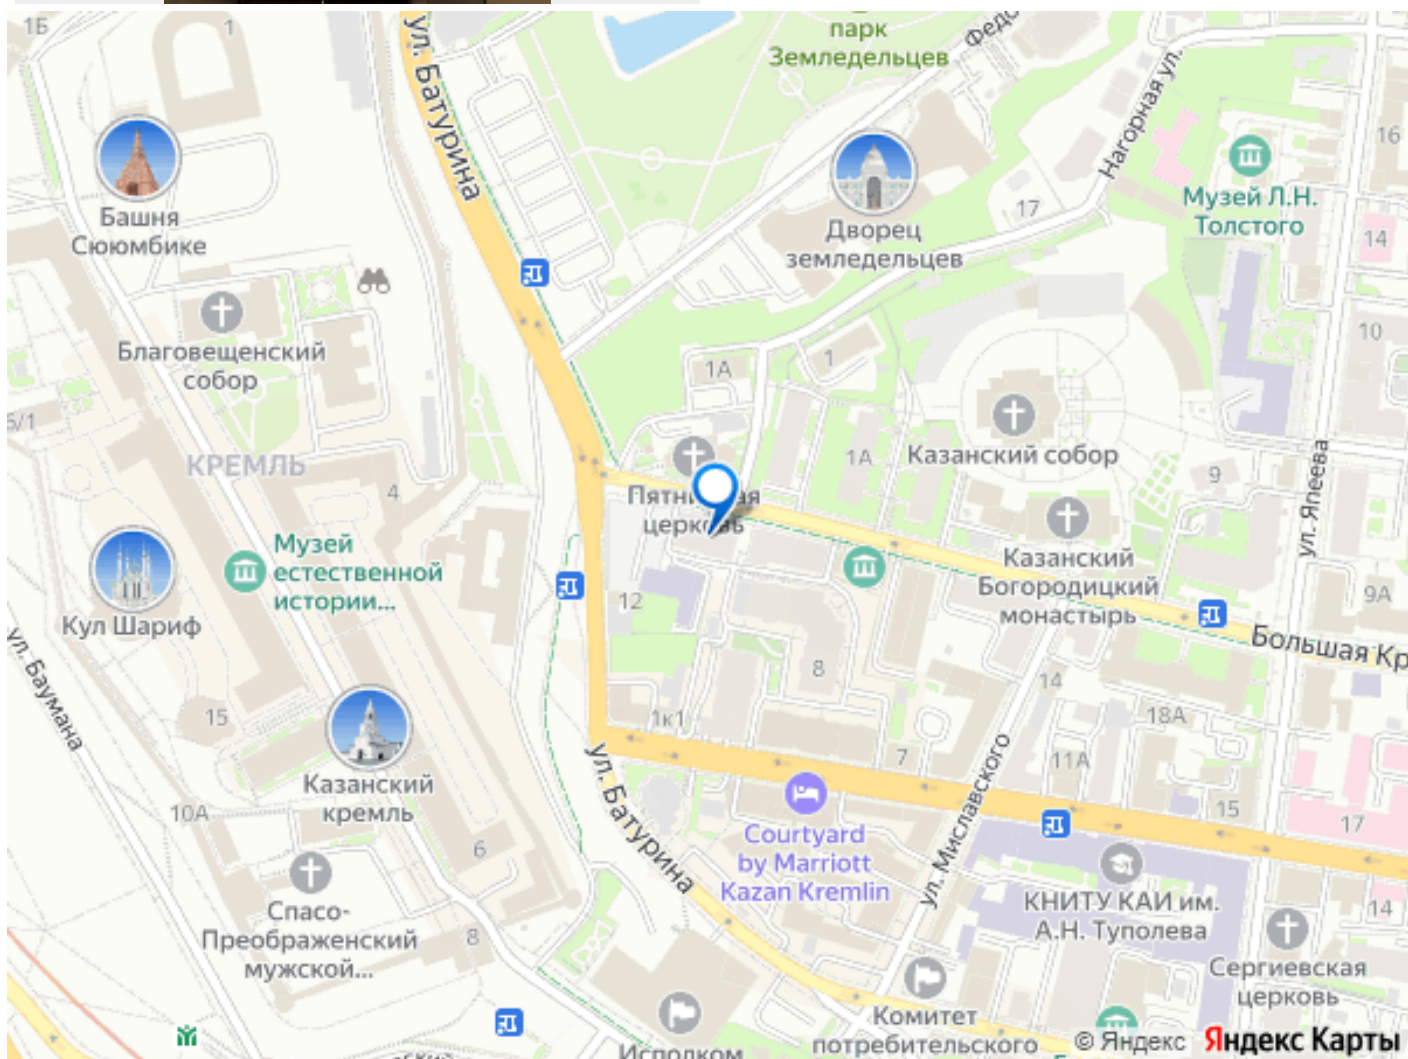 1Б
1
ул. Батурина
парк
Земледельцев
Нагорная ул.
16
Музей Л.Н.
Толстого
14
17
Башня
Сююмбике
Дворец
земледельцев
10
Благовещенский
собор
1А
1
1А
Казанский собор
9
ул. Япеева
КРЕМЛЬ
4
церковь
Музей
естественной
истории...
Казанский
Богородицкий
монастырь
9А
Кул Шариф
12
Большая Кр
ул. Баумана
8
14
15
1к1
18А
7
11А
ул. Миславского
Казанский
кремль
10А
ул. Батурина
Courtyard
by Marriott
Kazan Kremlin
15
17
6
КНИТУ КАИ им.
А.Н. Туполева
14
Спасо-
Преображенский
мужской...
8
Сергиевская
церковь
Комитет
потребительского
Исполком
© Яндекс Яндекс Карты